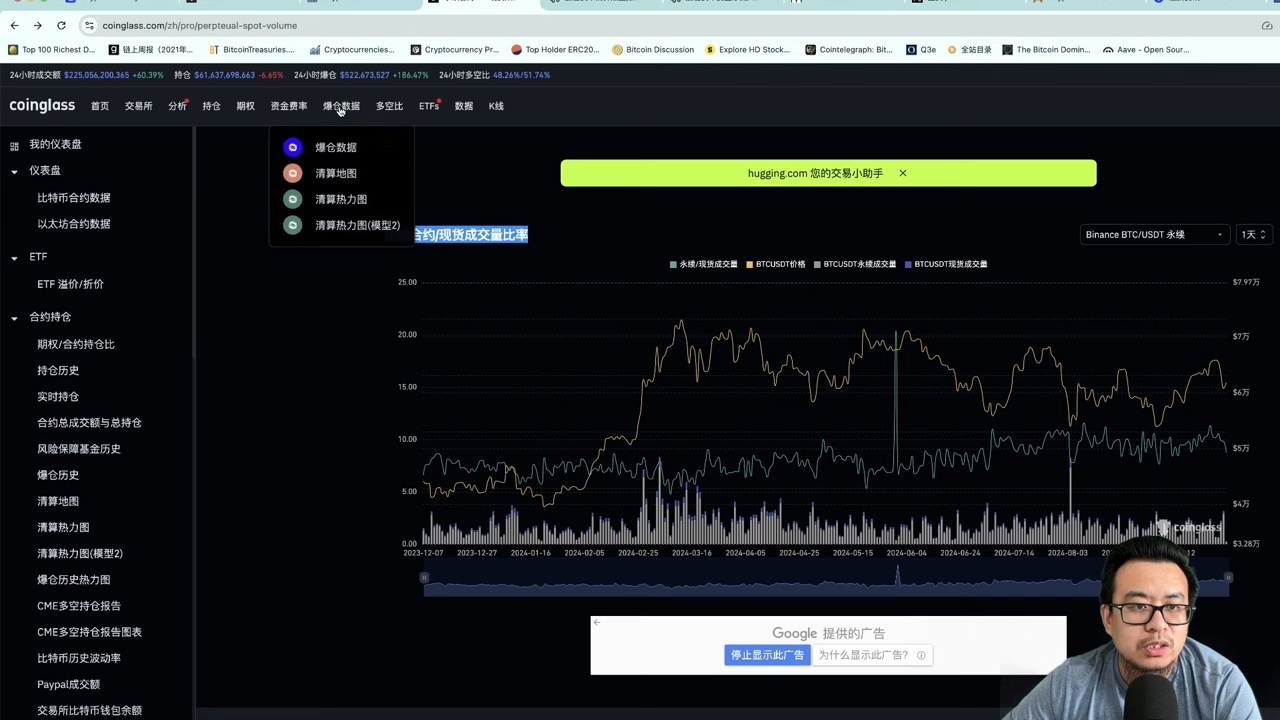 coinglass.com/zh/pro/perpteual-spot-volume
Top 100 Richest D...
链上周报（2021年...
BitcoinTreasuries....
Cryptocurrencies...
Cryptocurrency Pr...
Top Holder ERC20...
Bitcoin Discussion
Explore HD Stock...
Cointelegraph: Bit...
Q3e
全站目录
The Bitcoin Domin...
Aave - Open Sour...
24小时成交额 $225,056,200,365 +60.39% 持仓 $61,637,698,663 -6.65% 24小时爆仓 $522,673,527 +186.47% 24小时多空比 48.26%/51.74%
coinglass 首页 交易所 分析 持仓 期权 资金费率 爆仓数据 多空比 ETFs 数据 K线
爆仓数据
清算地图
清算热力图
清算热力图(模型2)
我的仪表盘
仪表盘
比特币合约数据
以太坊合约数据
ETF
ETF 溢价/折价
合约持仓
期权/合约持仓比
持仓历史
实时持仓
合约总成交额与总持仓
风险保障基金历史
爆仓历史
清算地图
清算热力图
清算热力图(模型2)
爆仓历史热力图
CME多空持仓报告
CME多空持仓报告图表
比特币历史波动率
Paypal成交额
交易所比特币钱包余额
hugging.com 您的交易小助手
合约/现货成交量比率
Binance BTC/USDT 永续
1天
永续/现货成交量 BTCUSDT价格 BTCUSDT永续成交量 BTCUSDT现货成交量
25.00
20.00
15.00
10.00
5.00
0.00
$7.97万
$7万
$6万
$5万
$4万
$3.28万
2023-12-07 2023-12-27 2024-01-16 2024-02-05 2024-02-25 2024-03-16 2024-04-05 2024-04-25 2024-05-15 2024-06-04 2024-06-24 2024-07-14 2024-08-03
coinglass
Google 提供的广告
停止显示此广告
为什么显示此广告?